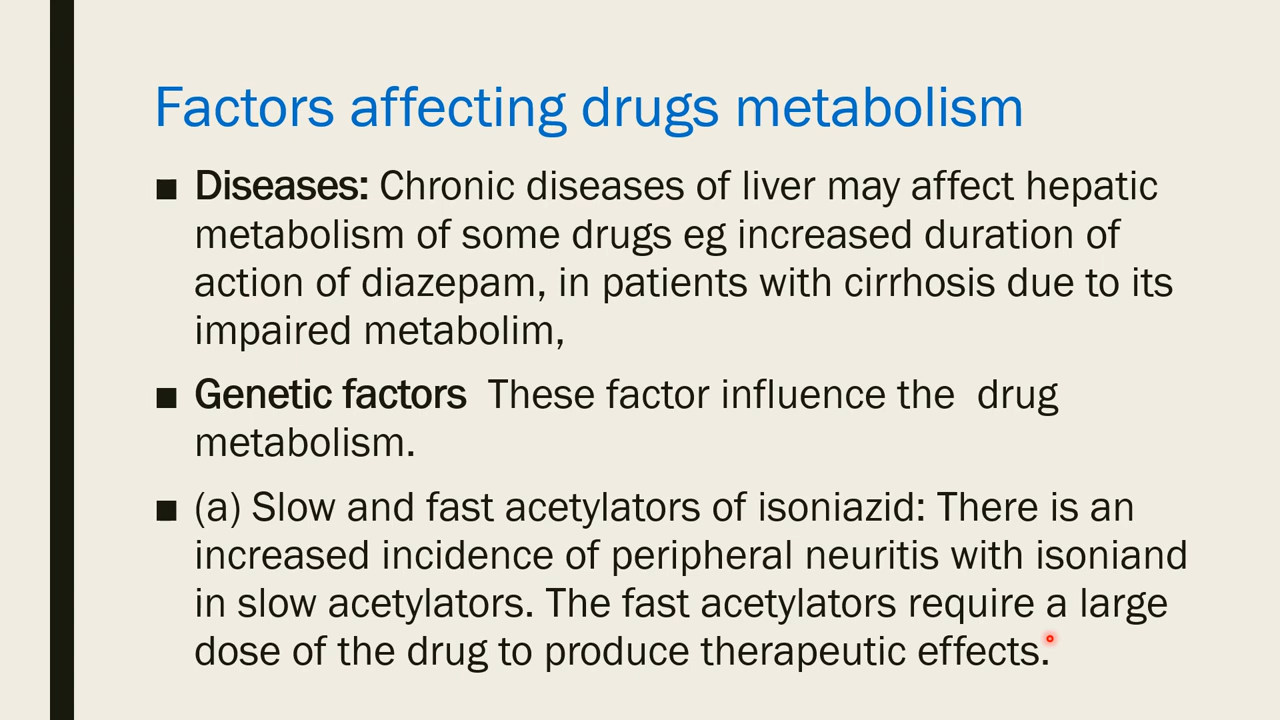 Factors affecting drugs metabolism
■ Diseases: Chronic diseases of liver may affect hepatic
metabolism of some drugs eg increased duration of
action of diazepam, in patients with cirrhosis due to its
impaired metabolim,
■ Genetic factors  These factor influence the  drug
metabolism.
■ (a) Slow and fast acetylators of isoniazid: There is an
increased incidence of peripheral neuritis with isoniand
in slow acetylators. The fast acetylators require a large
dose of the drug to produce therapeutic effects.